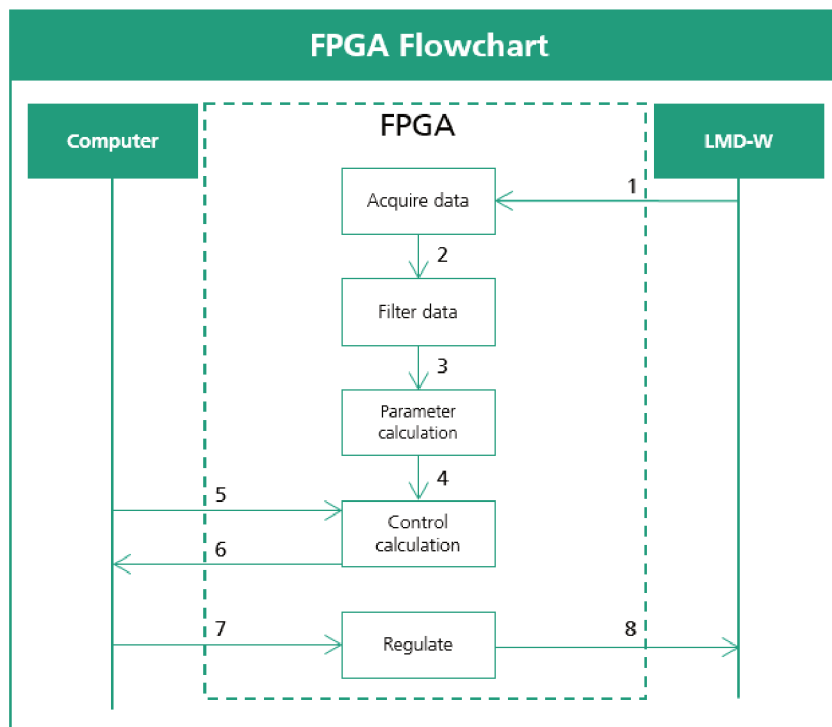 FPGA Flowchart
Computer
FPGA
LMD-W
1
Acquire data
2
Filter data
3
Parameter
calculation
4
5
Control
calculation
6
7
Regulate
8